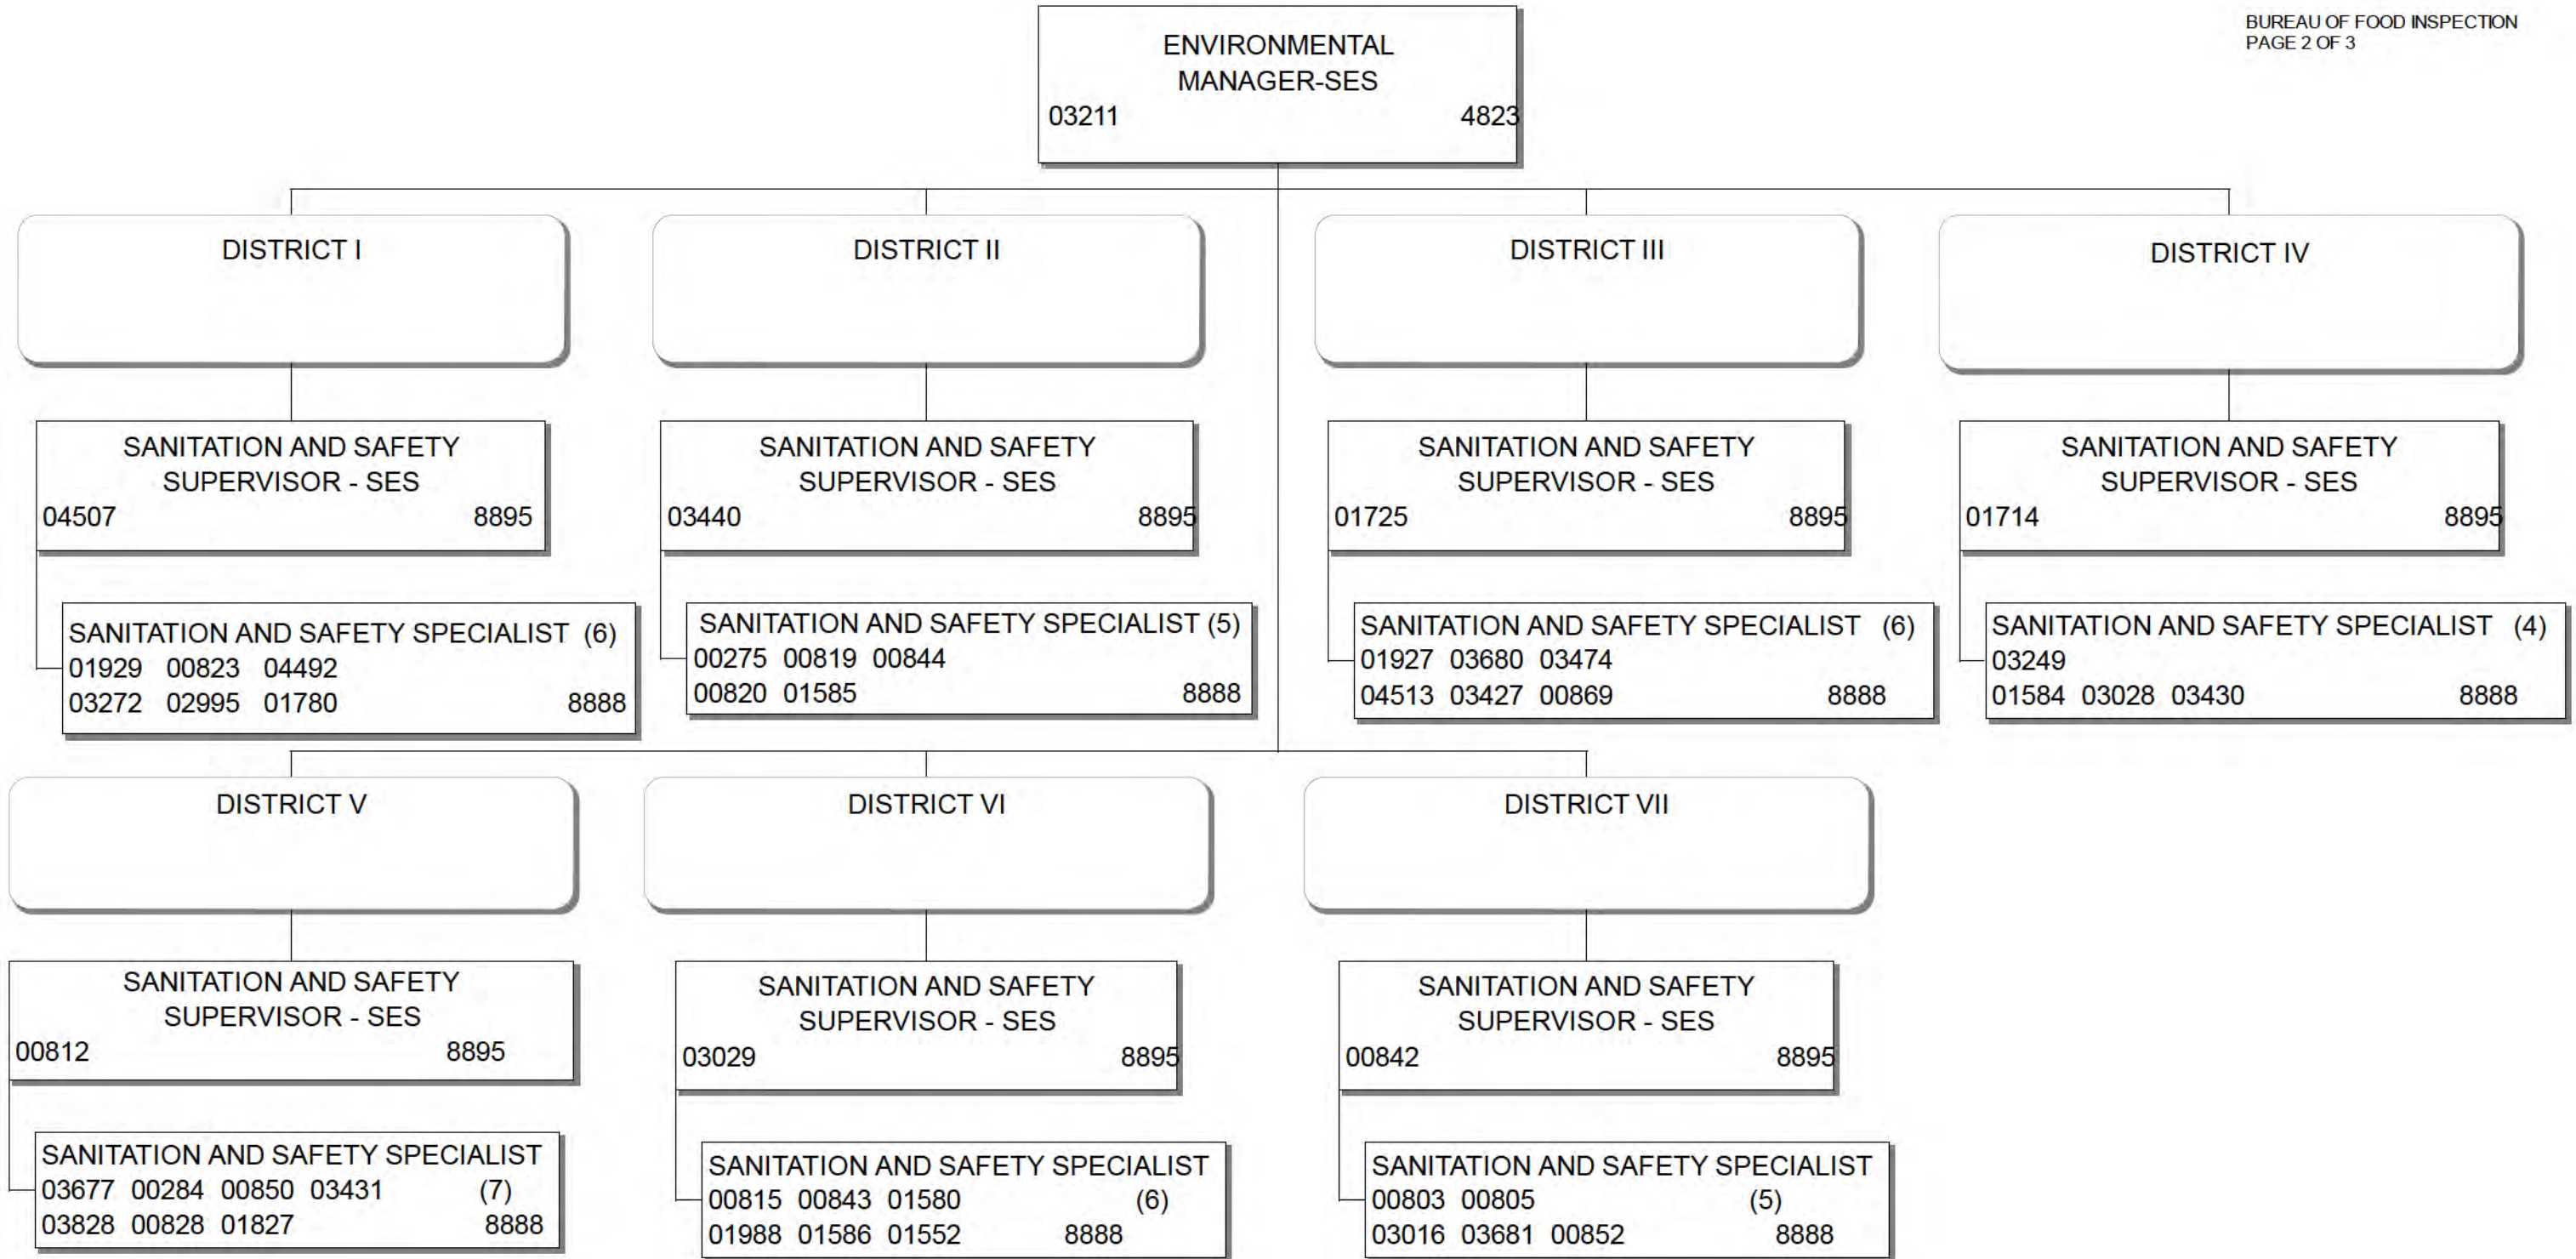 BUREAU OF FOOD INSPECTION
PAGE 2 OF 3
ENVIRONMENTAL
MANAGER-SES
03211 4823
DISTRICT I
DISTRICT II
DISTRICT III
DISTRICT IV
SANITATION AND SAFETY
SUPERVISOR - SES
04507 8895
SANITATION AND SAFETY
SUPERVISOR - SES
03440 8895
SANITATION AND SAFETY
SUPERVISOR - SES
01725 8895
SANITATION AND SAFETY
SUPERVISOR - SES
01714 8895
SANITATION AND SAFETY SPECIALIST (6)
01929 00823 04492
03272 02995 01780 8888
SANITATION AND SAFETY SPECIALIST (5)
00275 00819 00844
00820 01585 8888
SANITATION AND SAFETY SPECIALIST (6)
01927 03680 03474
04513 03427 00869 8888
SANITATION AND SAFETY SPECIALIST (4)
03249
01584 03028 03430 8888
DISTRICT V
DISTRICT VI
DISTRICT VII
SANITATION AND SAFETY
SUPERVISOR - SES
00812 8895
SANITATION AND SAFETY
SUPERVISOR - SES
03029 8895
SANITATION AND SAFETY
SUPERVISOR - SES
00842 8895
SANITATION AND SAFETY SPECIALIST
03677 00284 00850 03431 (7)
03828 00828 01827 8888
SANITATION AND SAFETY SPECIALIST
00815 00843 01580 (6)
01988 01586 01552 8888
SANITATION AND SAFETY SPECIALIST
00803 00805 (5)
03016 03681 00852 8888